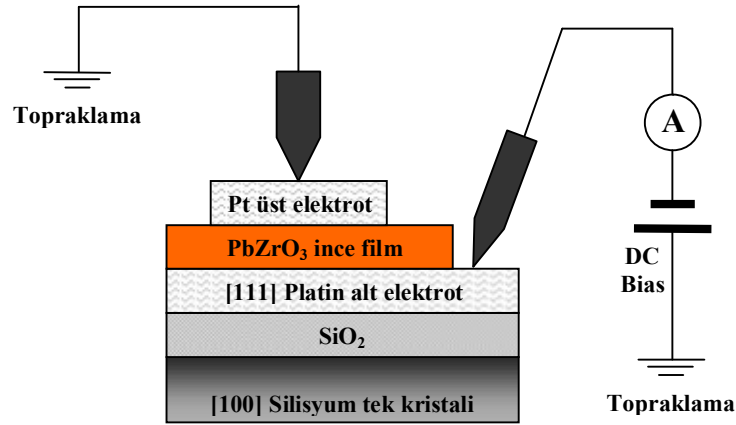 Topraklama
A
Pt üst elektrot
PbZrO₃ ince film
[111] Platin alt elektrot
SiO₂
[100] Silisyum tek kristali
DC
Bias
Topraklama